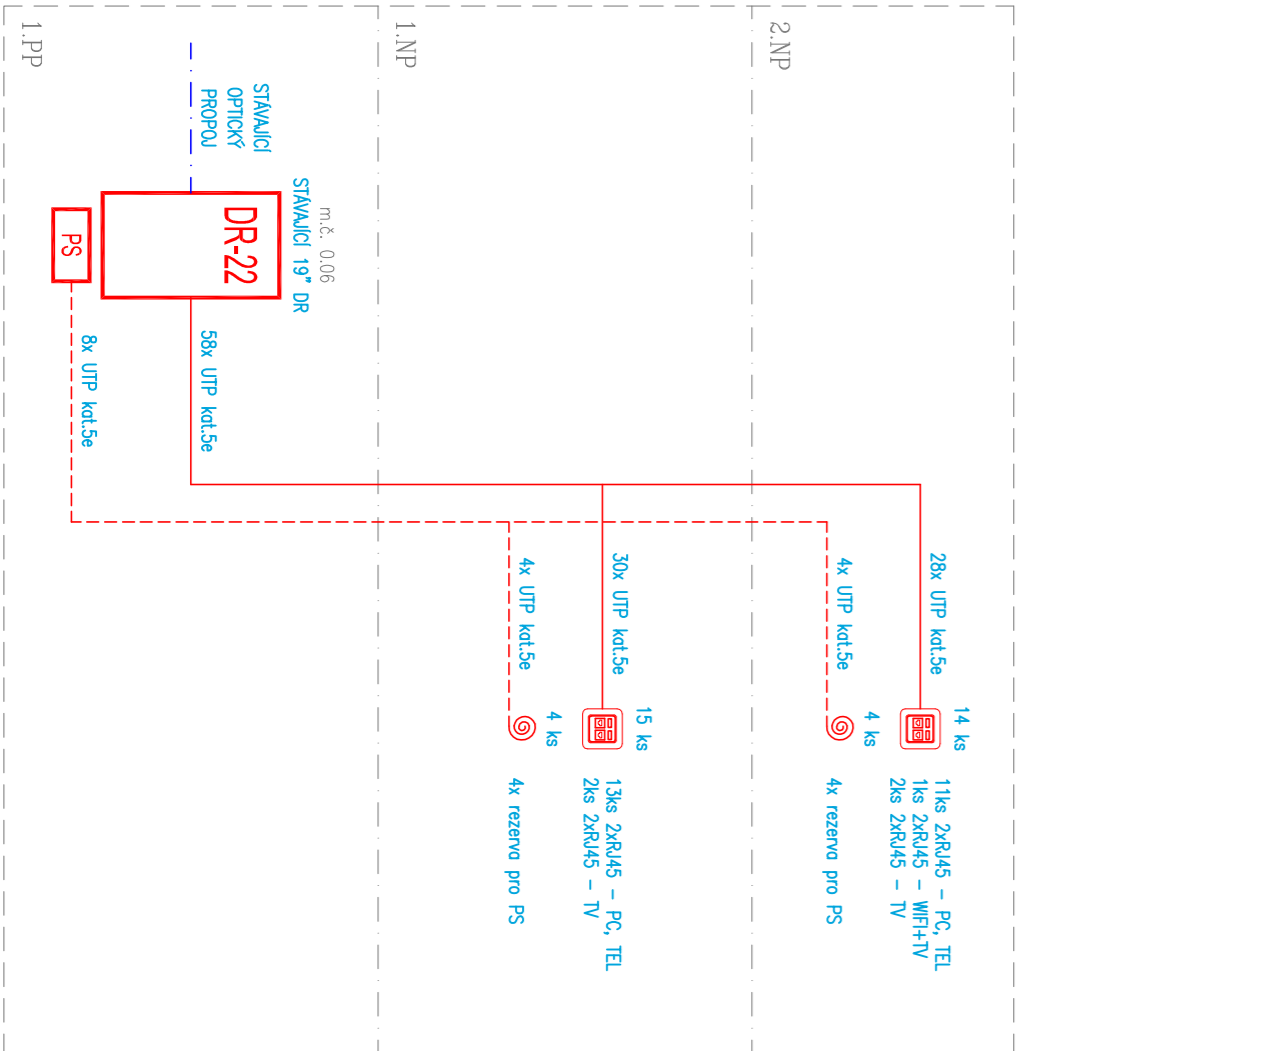 2.NP
14 ks
28x UTP kat.5e
11ks 2xRJ45 - PC, TEL
1ks 2xRJ45 - WIFI+TV
2ks 2xRJ45 - TV
4 ks
4x UTP kat.5e
4x rezerva pro PS
1.NP
15 ks
30x UTP kat.5e
13ks 2xRJ45 - PC, TEL
2ks 2xRJ45 - TV
4 ks
4x UTP kat.5e
4x rezerva pro PS
m.č. 0.06
STÁVAJÍCÍ 19" DR
STÁVAJÍCÍ
OPTICKÝ
PROPOJ
DR-22
58x UTP kat.5e
PS
8x UTP kat.5e
1.PP